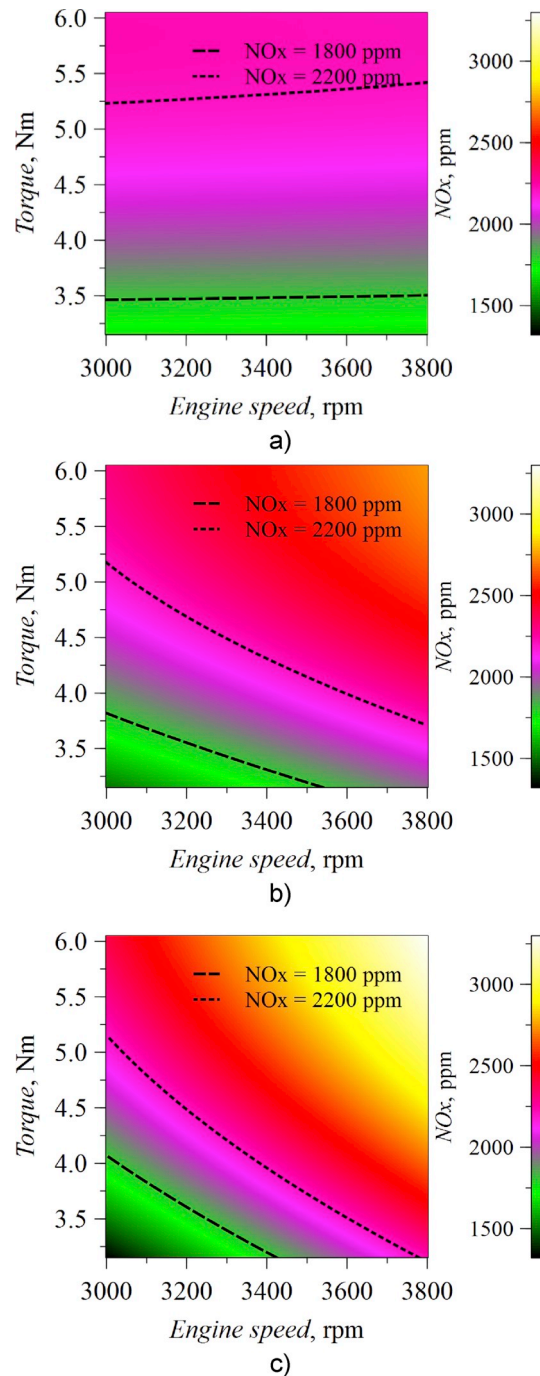 6.0
5.5
5.0
4.5
4.0
3.5
Torque, Nm
NOx = 1800 ppm
NOx = 2200 ppm
3000
2500
2000
1500
NOx, ppm
3000 3200 3400 3600 3800
Engine speed, rpm
a)
6.0
5.5
5.0
4.5
4.0
3.5
Torque, Nm
NOx = 1800 ppm
NOx = 2200 ppm
3000
2500
2000
1500
NOx, ppm
3000 3200 3400 3600 3800
Engine speed, rpm
b)
6.0
5.5
5.0
4.5
4.0
3.5
Torque, Nm
NOx = 1800 ppm
NOx = 2200 ppm
3000
2500
2000
1500
NOx, ppm
3000 3200 3400 3600 3800
Engine speed, rpm
c)